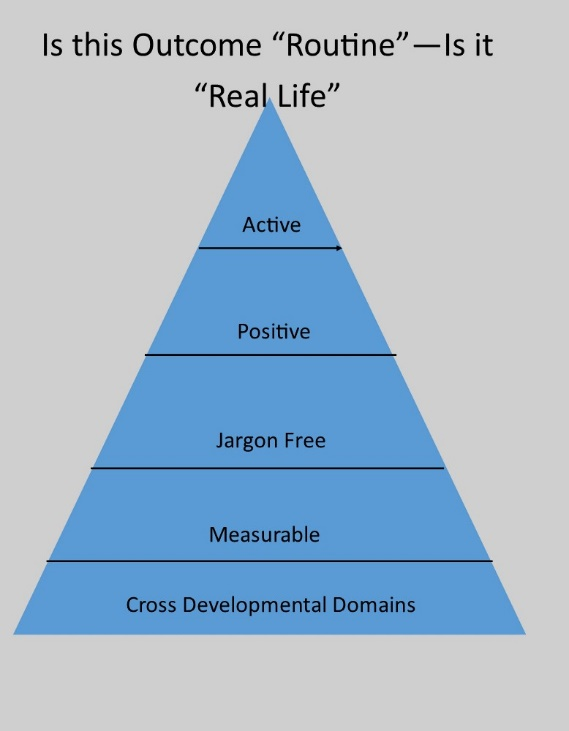 Is this Outcome “Routine”—Is it
“Real Life”
Active
Positive
Jargon Free
Measurable
Cross Developmental Domains